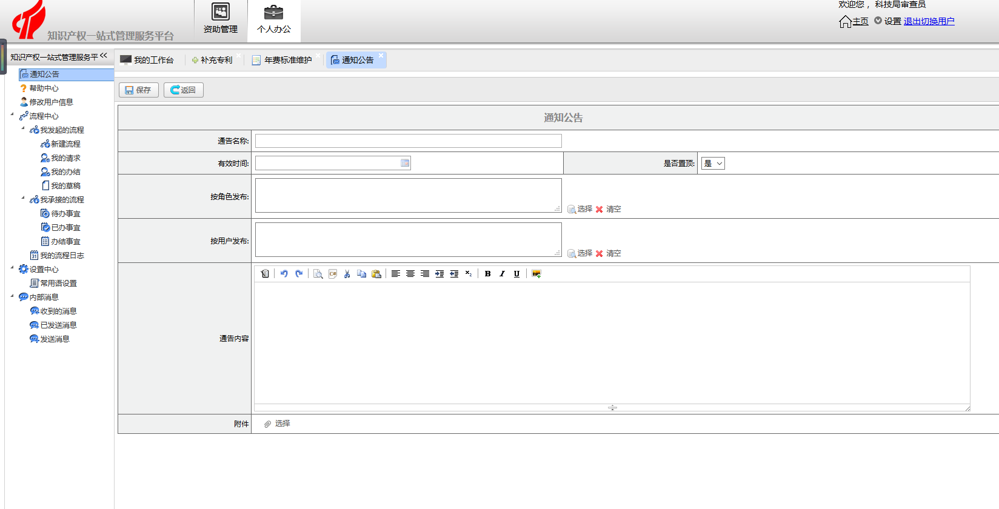 欢迎您， 科技局审查员
资助管理
个人办公
主页 设置 退出切换用户
知识产权一站式管理服务平台
知识产权一站式管理服务平 <<
我的工作台
补充专利
年费标准维护
通知公告
通知公告
帮助中心
修改用户信息
流程中心
我发起的流程
新建流程
我的请求
我的办结
我的草稿
我承接的流程
待办事宜
已办事宜
办结事宜
我的流程日志
设置中心
常用语设置
内部消息
收到的消息
已发送消息
发送消息
保存 返回
通知公告
通告名称:
有效时间: 是否置顶: 是
按角色发布: 选择 清空
按用户发布: 选择 清空
C# ×₂ B I U
通告内容
附件 选择